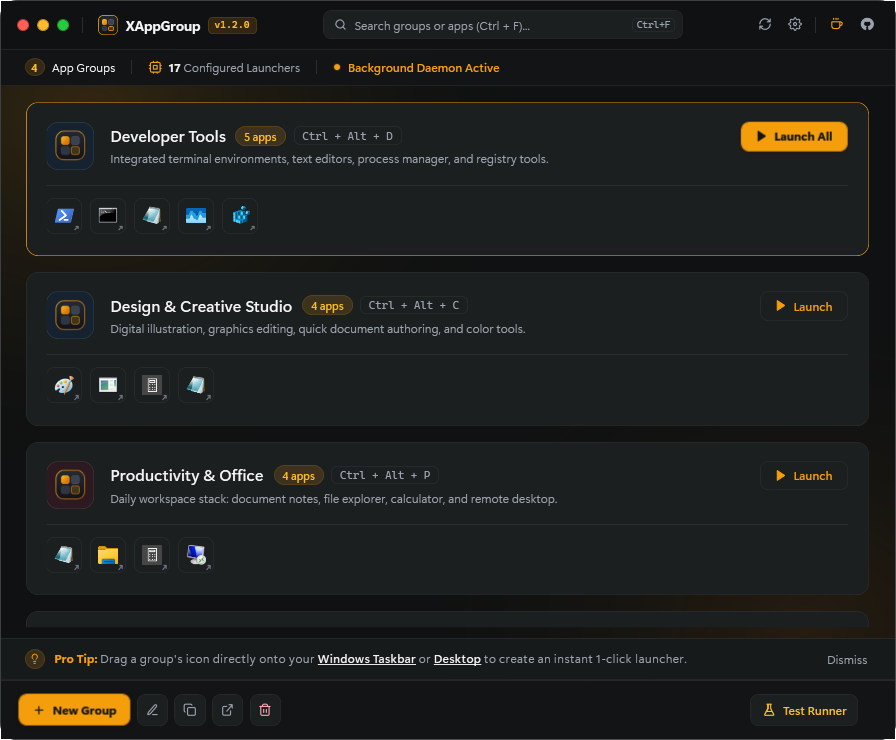 XAppGroup v1.2.0 Search groups or apps (Ctrl + F)... Ctrl+F
4 App Groups 17 Configured Launchers Background Daemon Active
Developer Tools 5 apps Ctrl + Alt + D Launch All
Integrated terminal environments, text editors, process manager, and registry tools.
Design & Creative Studio 4 apps Ctrl + Alt + C Launch
Digital illustration, graphics editing, quick document authoring, and color tools.
Productivity & Office 4 apps Ctrl + Alt + P Launch
Daily workspace stack: document notes, file explorer, calculator, and remote desktop.
Pro Tip: Drag a group's icon directly onto your Windows Taskbar or Desktop to create an instant 1-click launcher. Dismiss
+ New Group Test Runner